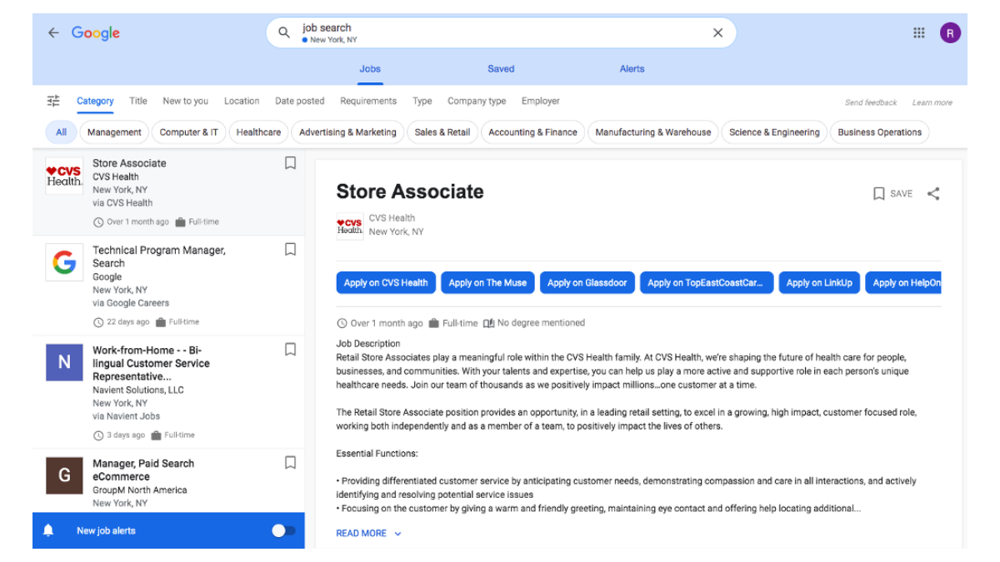 Google
job search
New York, NY
R
Jobs Saved Alerts
Category Title New to you Location Date posted Requirements Type Company type Employer
Send feedback Learn more
All Management Computer & IT Healthcare Advertising & Marketing Sales & Retail Accounting & Finance Manufacturing & Warehouse Science & Engineering Business Operations
CVS Health.
Store Associate
CVS Health
New York, NY
via CVS Health
Over 1 month ago Full-time
G
Technical Program Manager,
Search
Google
New York, NY
via Google Careers
22 days ago Full-time
N
Work-from-Home - - Bi-
lingual Customer Service
Representative...
Navient Solutions, LLC
New York, NY
via Navient Jobs
3 days ago Full-time
G
Manager, Paid Search
eCommerce
GroupM North America
New York, NY
New job alerts
Store Associate
SAVE
CVS Health.
CVS Health
New York, NY
Apply on CVS Health Apply on The Muse Apply on Glassdoor Apply on TopEastCoastCar... Apply on LinkUp Apply on HelpOn
Over 1 month ago Full-time No degree mentioned
Job Description
Retail Store Associates play a meaningful role within the CVS Health family. At CVS Health, we're shaping the future of health care for people,
businesses, and communities. With your talents and expertise, you can help us play a more active and supportive role in each person's unique
healthcare needs. Join our team of thousands as we positively impact millions...one customer at a time.
The Retail Store Associate position provides an opportunity, in a leading retail setting, to excel in a growing, high impact, customer focused role,
working both independently and as a member of a team, to positively impact the lives of others.
Essential Functions:
• Providing differentiated customer service by anticipating customer needs, demonstrating compassion and care in all interactions, and actively
identifying and resolving potential service issues
• Focusing on the customer by giving a warm and friendly greeting, maintaining eye contact and offering help locating additional...
READ MORE